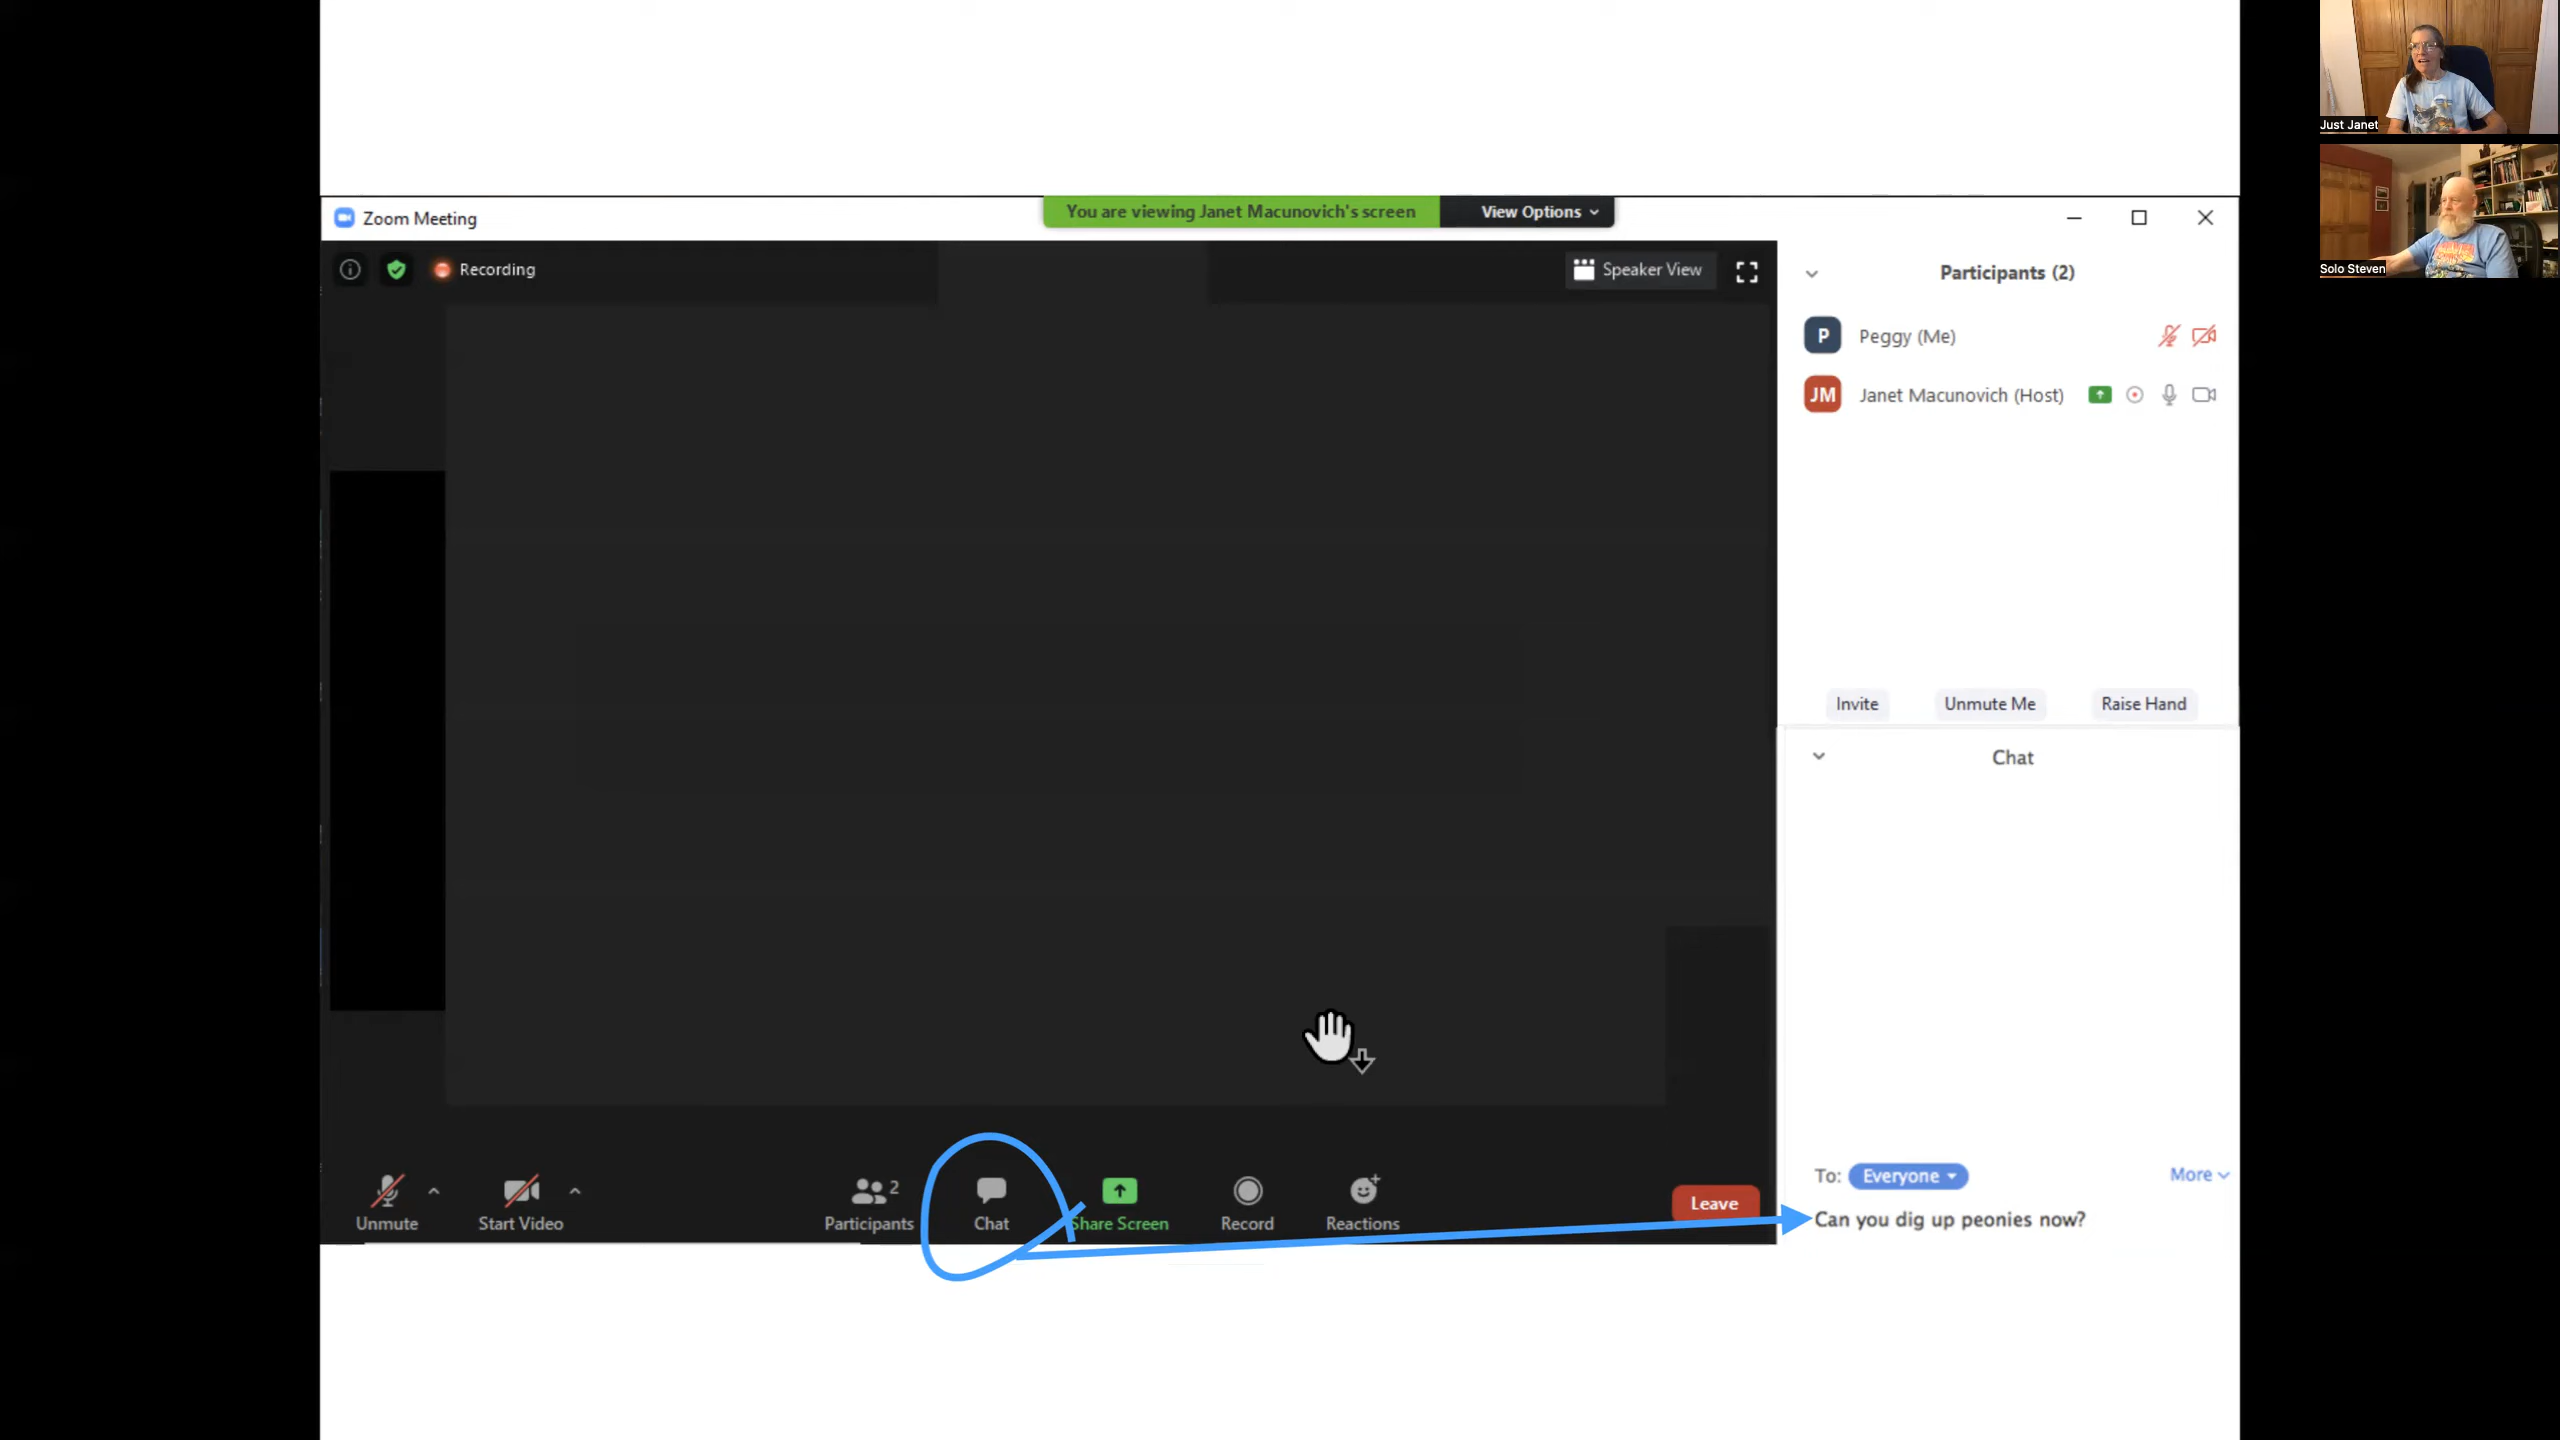 Just Janet
Solo Steven
Zoom Meeting
You are viewing Janet Macunovich's screen
View Options
Recording
Speaker View
Participants (2)
P
Peggy (Me)
JM
Janet Macunovich (Host)
Invite
Unmute Me
Raise Hand
Chat
To: Everyone
More
Can you dig up peonies now?
Unmute
Start Video
2
Participants
Chat
Share Screen
Record
Reactions
Leave